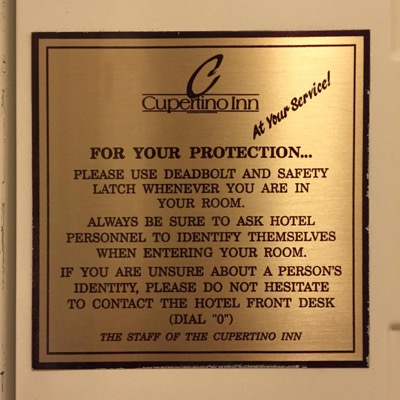 C
Cupertino Inn
At Your Service!
FOR YOUR PROTECTION...
PLEASE USE DEADBOLT AND SAFETY
LATCH WHENEVER YOU ARE IN
YOUR ROOM.
ALWAYS BE SURE TO ASK HOTEL
PERSONNEL TO IDENTIFY THEMSELVES
WHEN ENTERING YOUR ROOM.
IF YOU ARE UNSURE ABOUT A PERSON'S
IDENTITY, PLEASE DO NOT HESITATE
TO CONTACT THE HOTEL FRONT DESK
(DIAL "0")
THE STAFF OF THE CUPERTINO INN